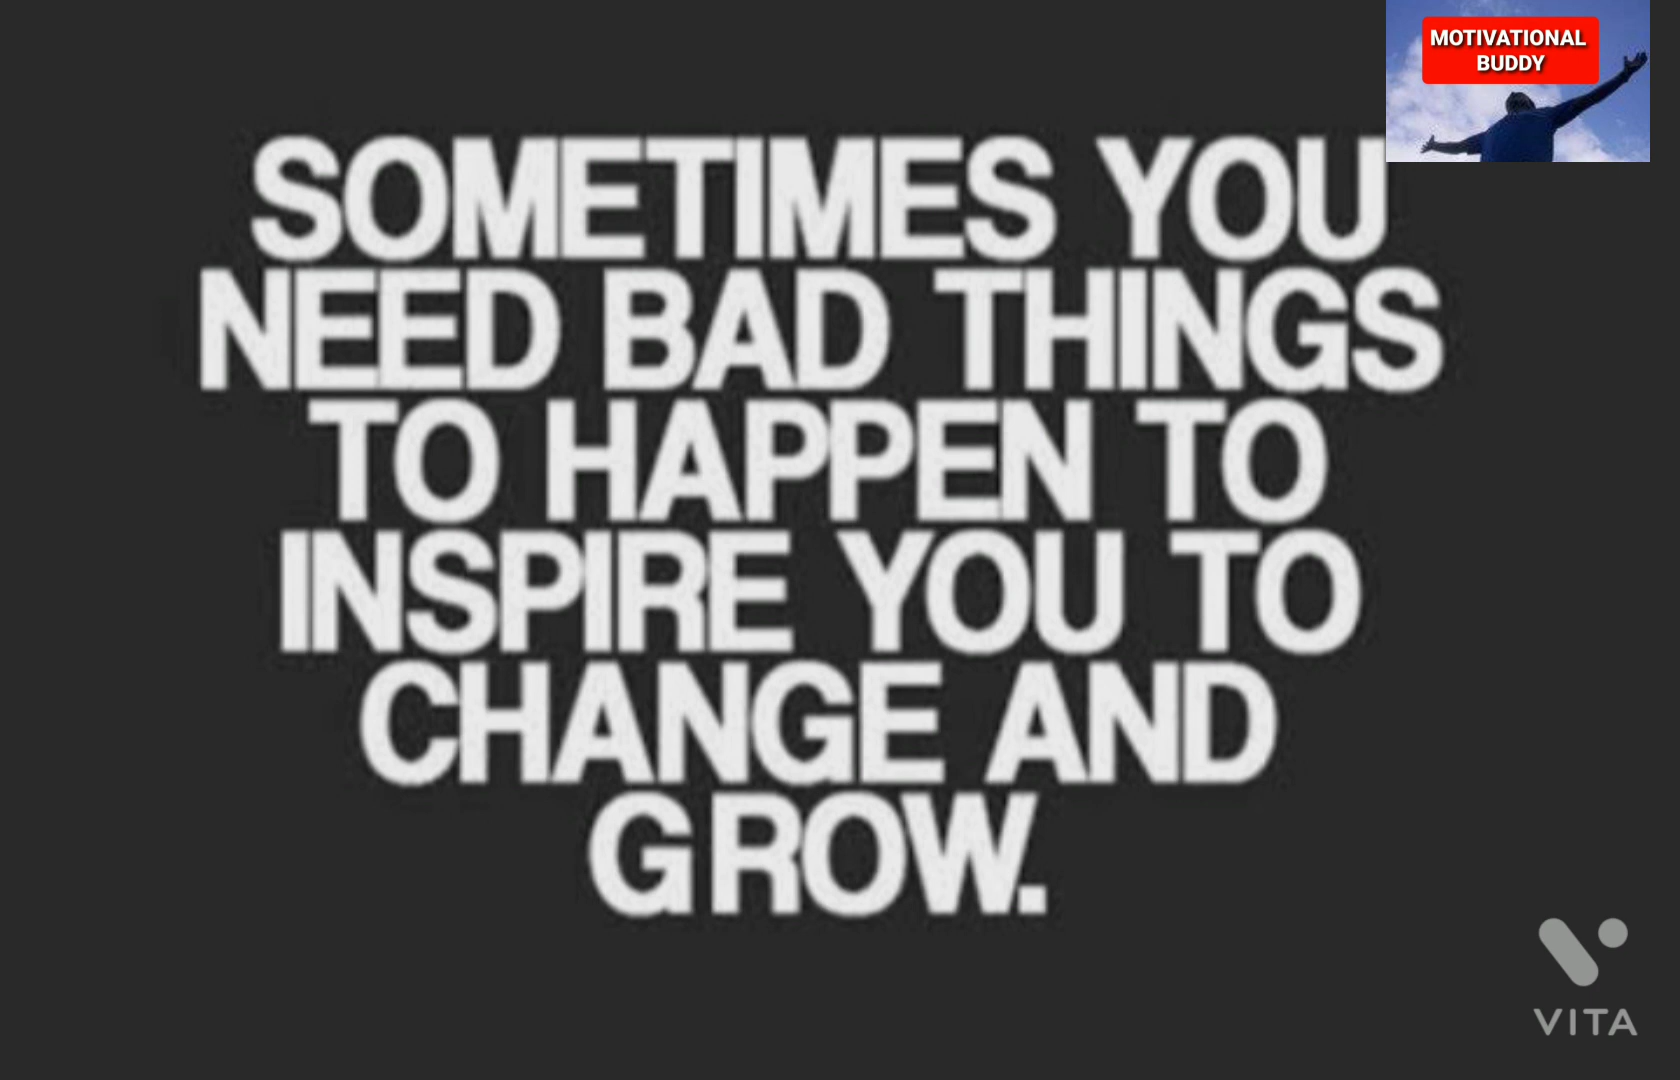 MOTIVATIONAL
BUDDY
SOMETIMES YOU
NEED BAD THINGS
TO HAPPEN TO
INSPIRE YOU TO
CHANGE AND
GROW.
VITA